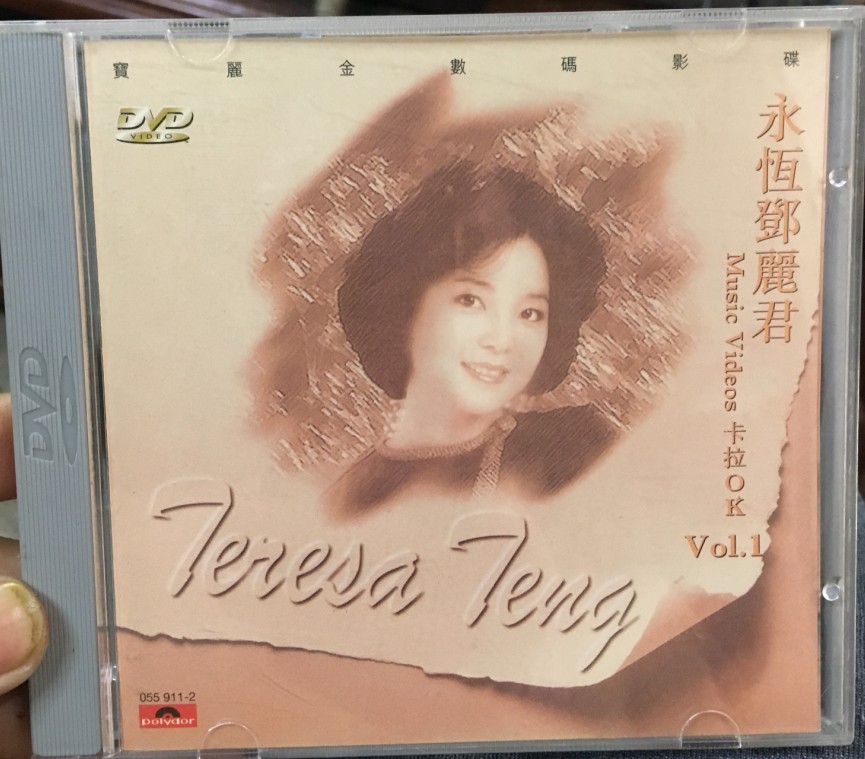 寶麗金數碼影碟
DVD
VIDEO
永恆鄧麗君
Music Videos 卡拉OK
Vol.1
DVD
Teresa Teng
055 911-2
polydor